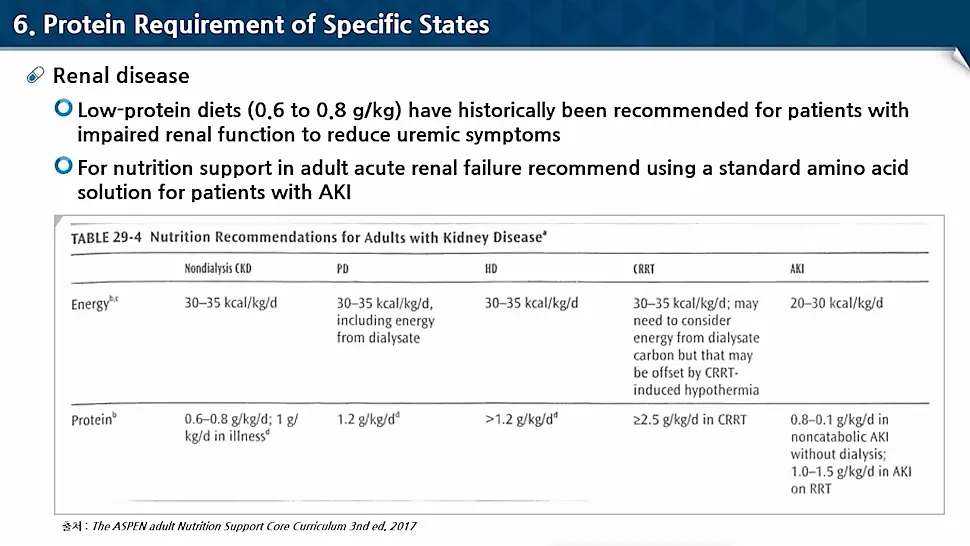 6. Protein Requirement of Specific States
Renal disease
Low-protein diets (0.6 to 0.8 g/kg) have historically been recommended for patients with
impaired renal function to reduce uremic symptoms
For nutrition support in adult acute renal failure recommend using a standard amino acid
solution for patients with AKI
TABLE 29-4 Nutrition Recommendations for Adults with Kidney Diseaseª
Nondialysis CKD PD HD CRRT AKI
Energyᵇ,ᶜ 30–35 kcal/kg/d 30–35 kcal/kg/d, 30–35 kcal/kg/d 30–35 kcal/kg/d; may 20–30 kcal/kg/d
including energy need to consider
from dialysate energy from dialysate
carbon but that may
be offset by CRRT-
induced hypothermia
Proteinᵇ 0.6–0.8 g/kg/d; 1 g/ 1.2 g/kg/dᵈ >1.2 g/kg/dᵈ ≥2.5 g/kg/d in CRRT 0.8–0.1 g/kg/d in
kg/d in illnessᵈ noncatabolic AKI
without dialysis;
1.0–1.5 g/kg/d in AKI
on RRT
출처 : The ASPEN adult Nutrition Support Core Curriculum 3nd ed, 2017